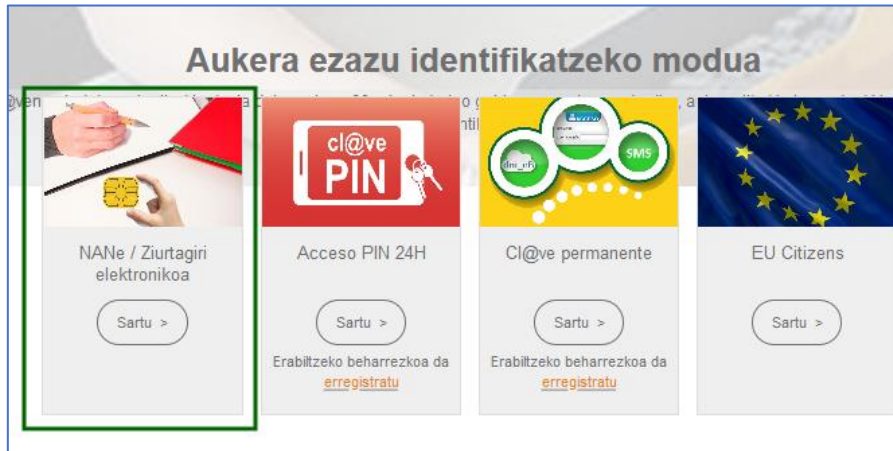 Aukera ezazu identifikatzeko modua
cl@ve
PIN
dni_nB
SMS
NANe / Ziurtagiri
elektronikoa
Sartu >
Acceso PIN 24H
Sartu >
Erabiltzeko beharrezkoa da
erregistratu
Cl@ve permanente
Sartu >
Erabiltzeko beharrezkoa da
erregistratu
EU Citizens
Sartu >